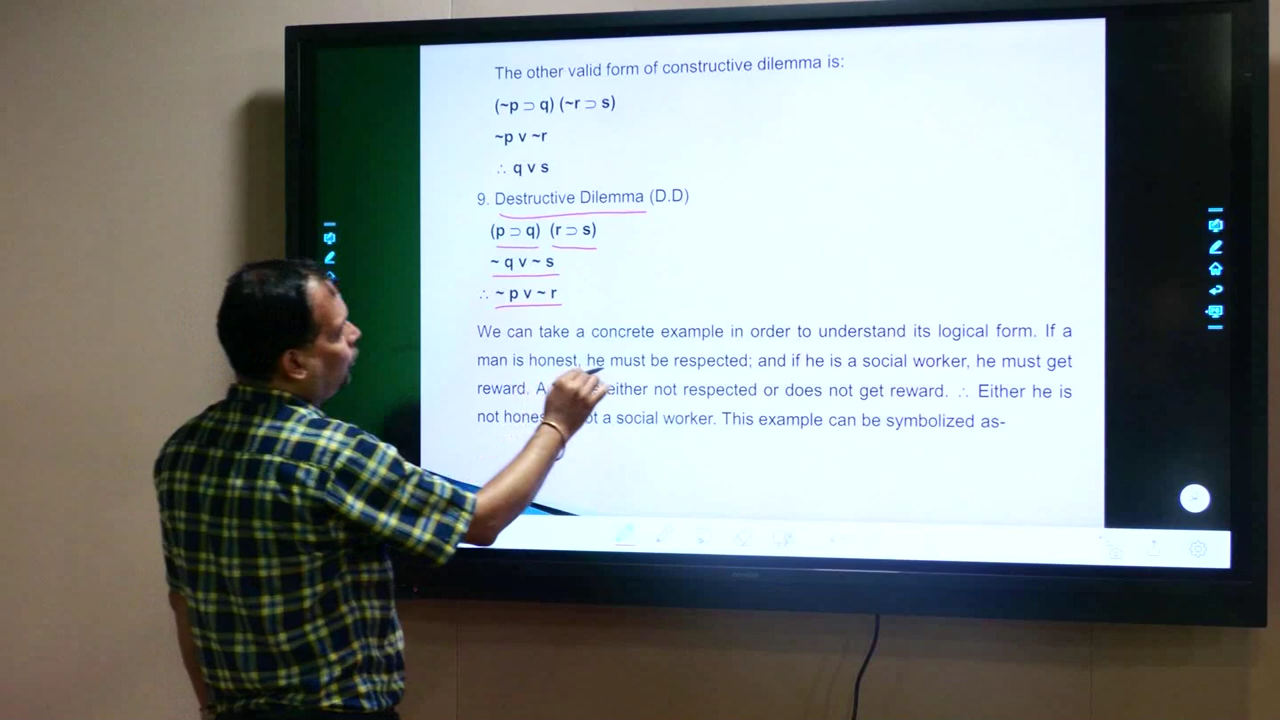 The other valid form of constructive dilemma is:
(~p ⊃ q) (~r ⊃ s)
~p v ~r
∴ q v s
9. Destructive Dilemma (D.D)
(p ⊃ q) (r ⊃ s)
~ q v ~ s
∴ ~ p v ~ r
We can take a concrete example in order to understand its logical form. If a
man is honest, he must be respected; and if he is a social worker, he must get
reward. either not respected or does not get reward. ∴ Either he is
not a social worker. This example can be symbolized as-